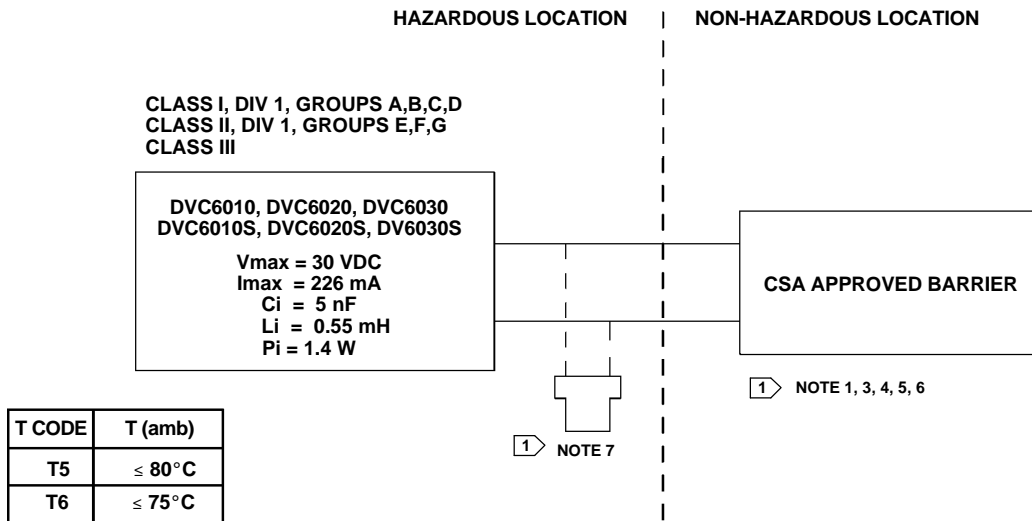 HAZARDOUS LOCATION
NON-HAZARDOUS LOCATION
CLASS I, DIV 1, GROUPS A,B,C,D
CLASS II, DIV 1, GROUPS E,F,G
CLASS III
DVC6010, DVC6020, DVC6030
DVC6010S, DVC6020S, DV6030S
Vmax = 30 VDC
Imax = 226 mA
Ci = 5 nF
Li = 0.55 mH
Pi = 1.4 W
CSA APPROVED BARRIER
1 NOTE 1, 3, 4, 5, 6
1 NOTE 7
T CODE T (amb)
T5 ≤ 80°C
T6 ≤ 75°C